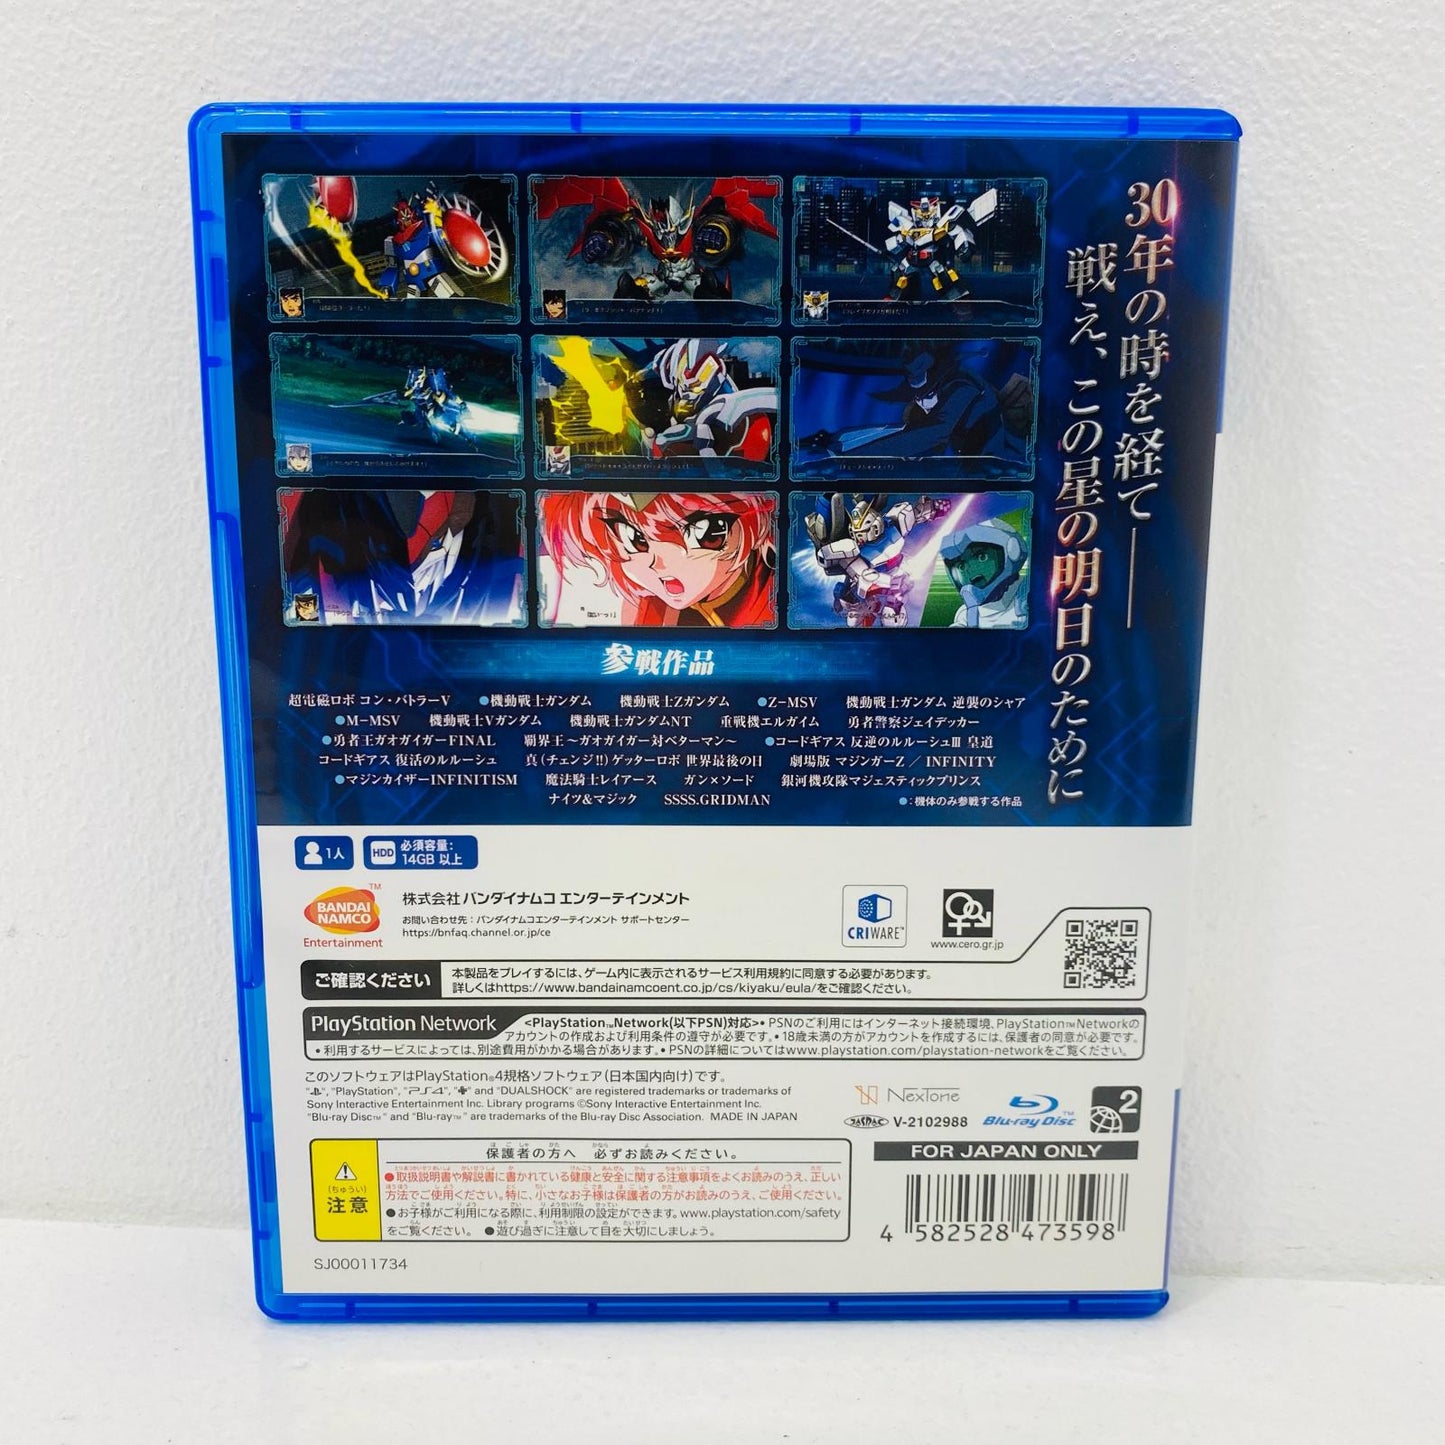 30年の時を経て――
戦え、この星の明日のために
参戦作品
超電磁ロボ コン・バトラーV ●機動戦士ガンダム 機動戦士Zガンダム ●Z-MSV 機動戦士ガンダム 逆襲のシャア
●M-MSV 機動戦士Vガンダム 機動戦士ガンダムNT 重戦機エルガイム 勇者警察ジェイデッカー
●勇者王ガオガイガーFINAL 覇界王～ガオガイガー対ベターマン～ ●コードギアス 反逆のルルーシュⅢ 皇道
コードギアス 復活のルルーシュ 真(チェンジ!!)ゲッターロボ 世界最後の日 劇場版 マジンガーZ / INFINITY
●マジンカイザーINFINITISM 魔法騎士レイアース ガン×ソード 銀河機攻隊マジェスティックプリンス
ナイツ&マジック SSSS.GRIDMAN ●:機体のみ参戦する作品
1人 HDD 必須容量:
14GB 以上
BANDAI
NAMCO
Entertainment
TM
株式会社 バンダイナムコ エンターテインメント
お問い合わせ先:バンダイナムコエンターテインメント サポートセンター
https://bnfaq.channel.or.jp/ce
CRIWARE™
www.cero.gr.jp
ご確認ください
本製品をプレイするには、ゲーム内に表示されるサービス利用規約に同意する必要があります。
詳しくはhttps://www.bandainamcoent.co.jp/cs/kiyaku/eula/をご確認ください。
PlayStation Network <PlayStation™Network(以下PSN)対応>• PSNのご利用にはインターネット接続環境、PlayStation™Networkの
アカウントの作成および利用条件の遵守が必要です。• 18歳未満の方がアカウントを作成するには、保護者の同意が必要です。
• 利用するサービスによっては、別途費用がかかる場合があります。• PSNの詳細についてはwww.playstation.com/playstation-networkをご覧ください。
このソフトウェアはPlayStation®4規格ソフトウェア(日本国内向け)です。
"PlayStation", "PS4", and "DUALSHOCK" are registered trademarks or trademarks of
Sony Interactive Entertainment Inc. Library programs ©Sony Interactive Entertainment Inc.
"Blu-ray Disc™" and "Blu-ray™" are trademarks of the Blu-ray Disc Association. MADE IN JAPAN
NexTone
JASRAC V-2102988
Blu-ray Disc™
2
FOR JAPAN ONLY
4 582528 473598
(ちゅうい)
注意
保護者の方へ 必ずお読みください。
●取扱説明書や解説書に書かれている健康と安全に関する注意事項をよくお読みのうえ、正しい
方法でご使用ください。特に、小さなお子様は保護者の方がお読みのうえ、ご使用ください。
●お子様がご利用になる際に、利用制限の設定ができます。www.playstation.com/safety
をご覧ください。 ●遊び過ぎに注意して目を大切にしましょう。
SJ00011734